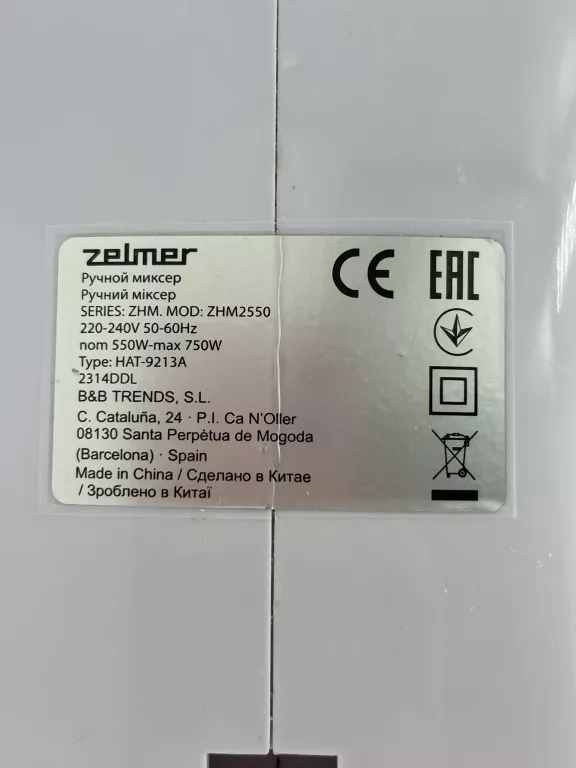 zelmer
Ручной миксер
Ручний міксер
SERIES: ZHM. MOD: ZHM2550
220-240V 50-60Hz
nom 550W-max 750W
Type: HAT-9213A
2314DDL
B&B TRENDS, S.L.
C. Cataluña, 24 · P.I. Ca N'Oller
08130 Santa Perpètua de Mogoda
(Barcelona) · Spain
Made in China / Сделано в Китае
/ Зроблено в Китаї
CE EAC